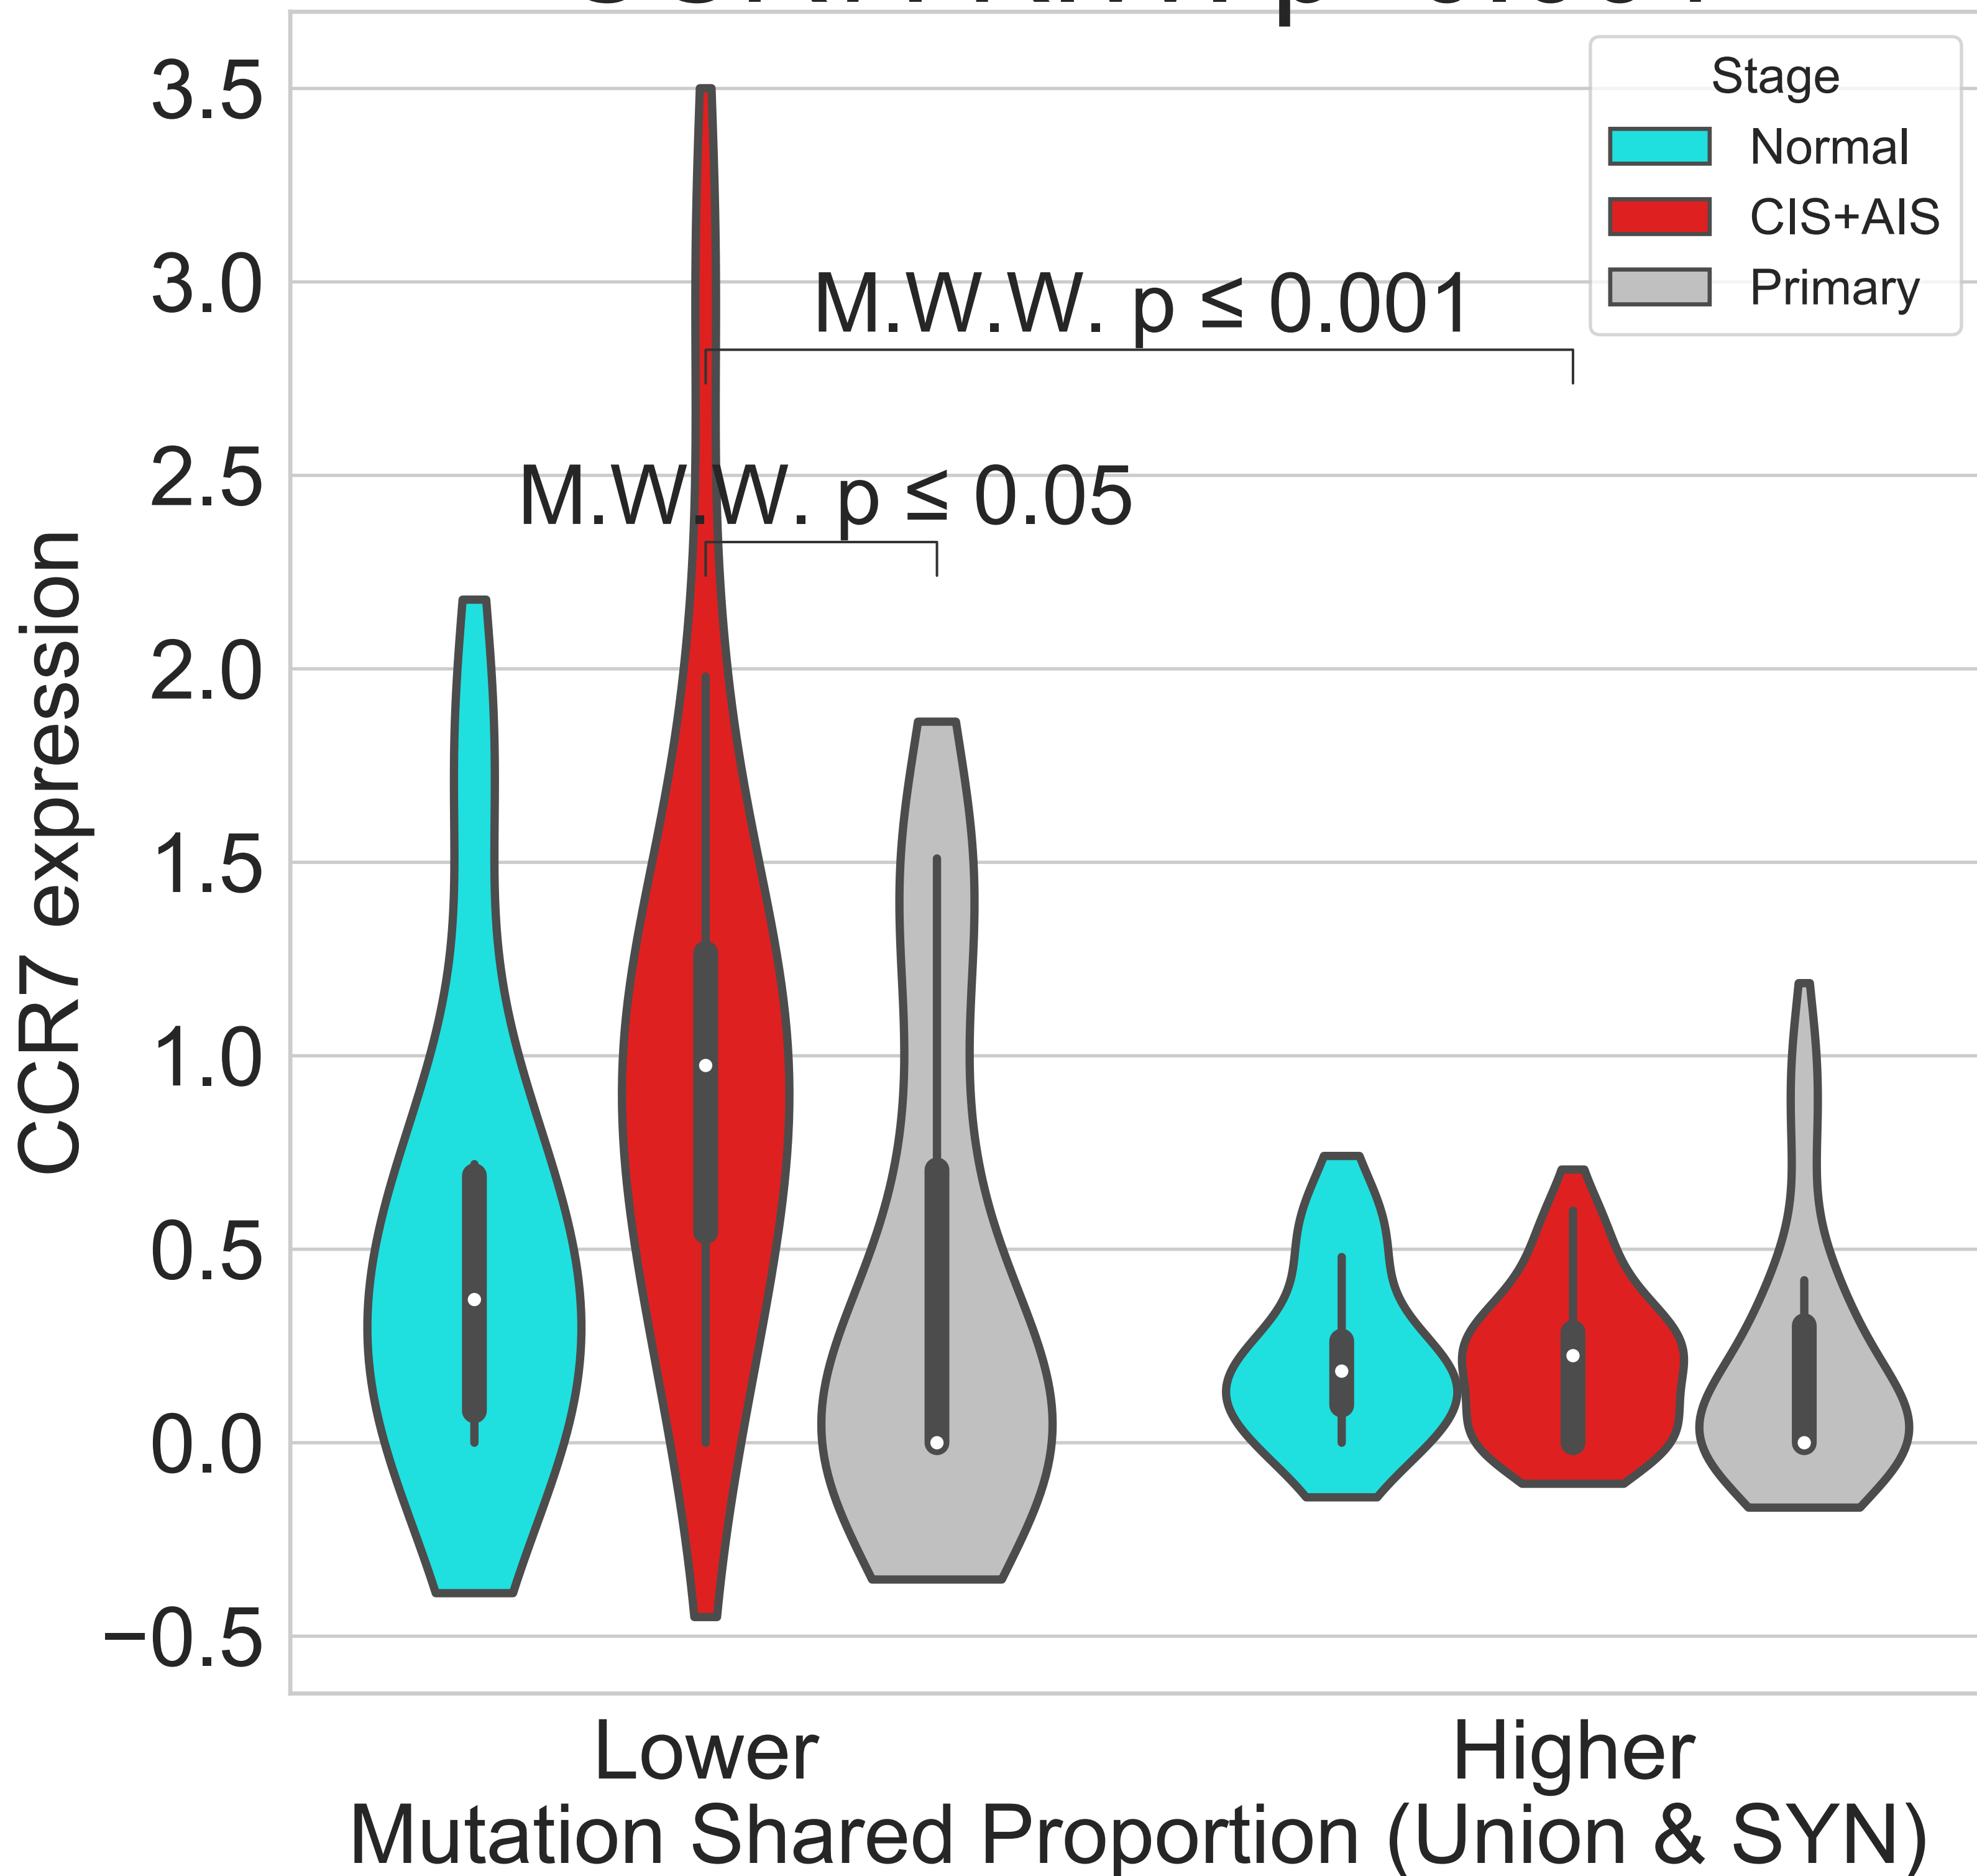 Stage
Normal
CIS+AIS
Primary
3.5
3.0
2.5
2.0
1.5
1.0
0.5
0.0
−0.5
CCR7 expression
M.W.W. p ≤ 0.001
M.W.W. p ≤ 0.05
Lower
Higher
Mutation Shared Proportion (Union & SYN)